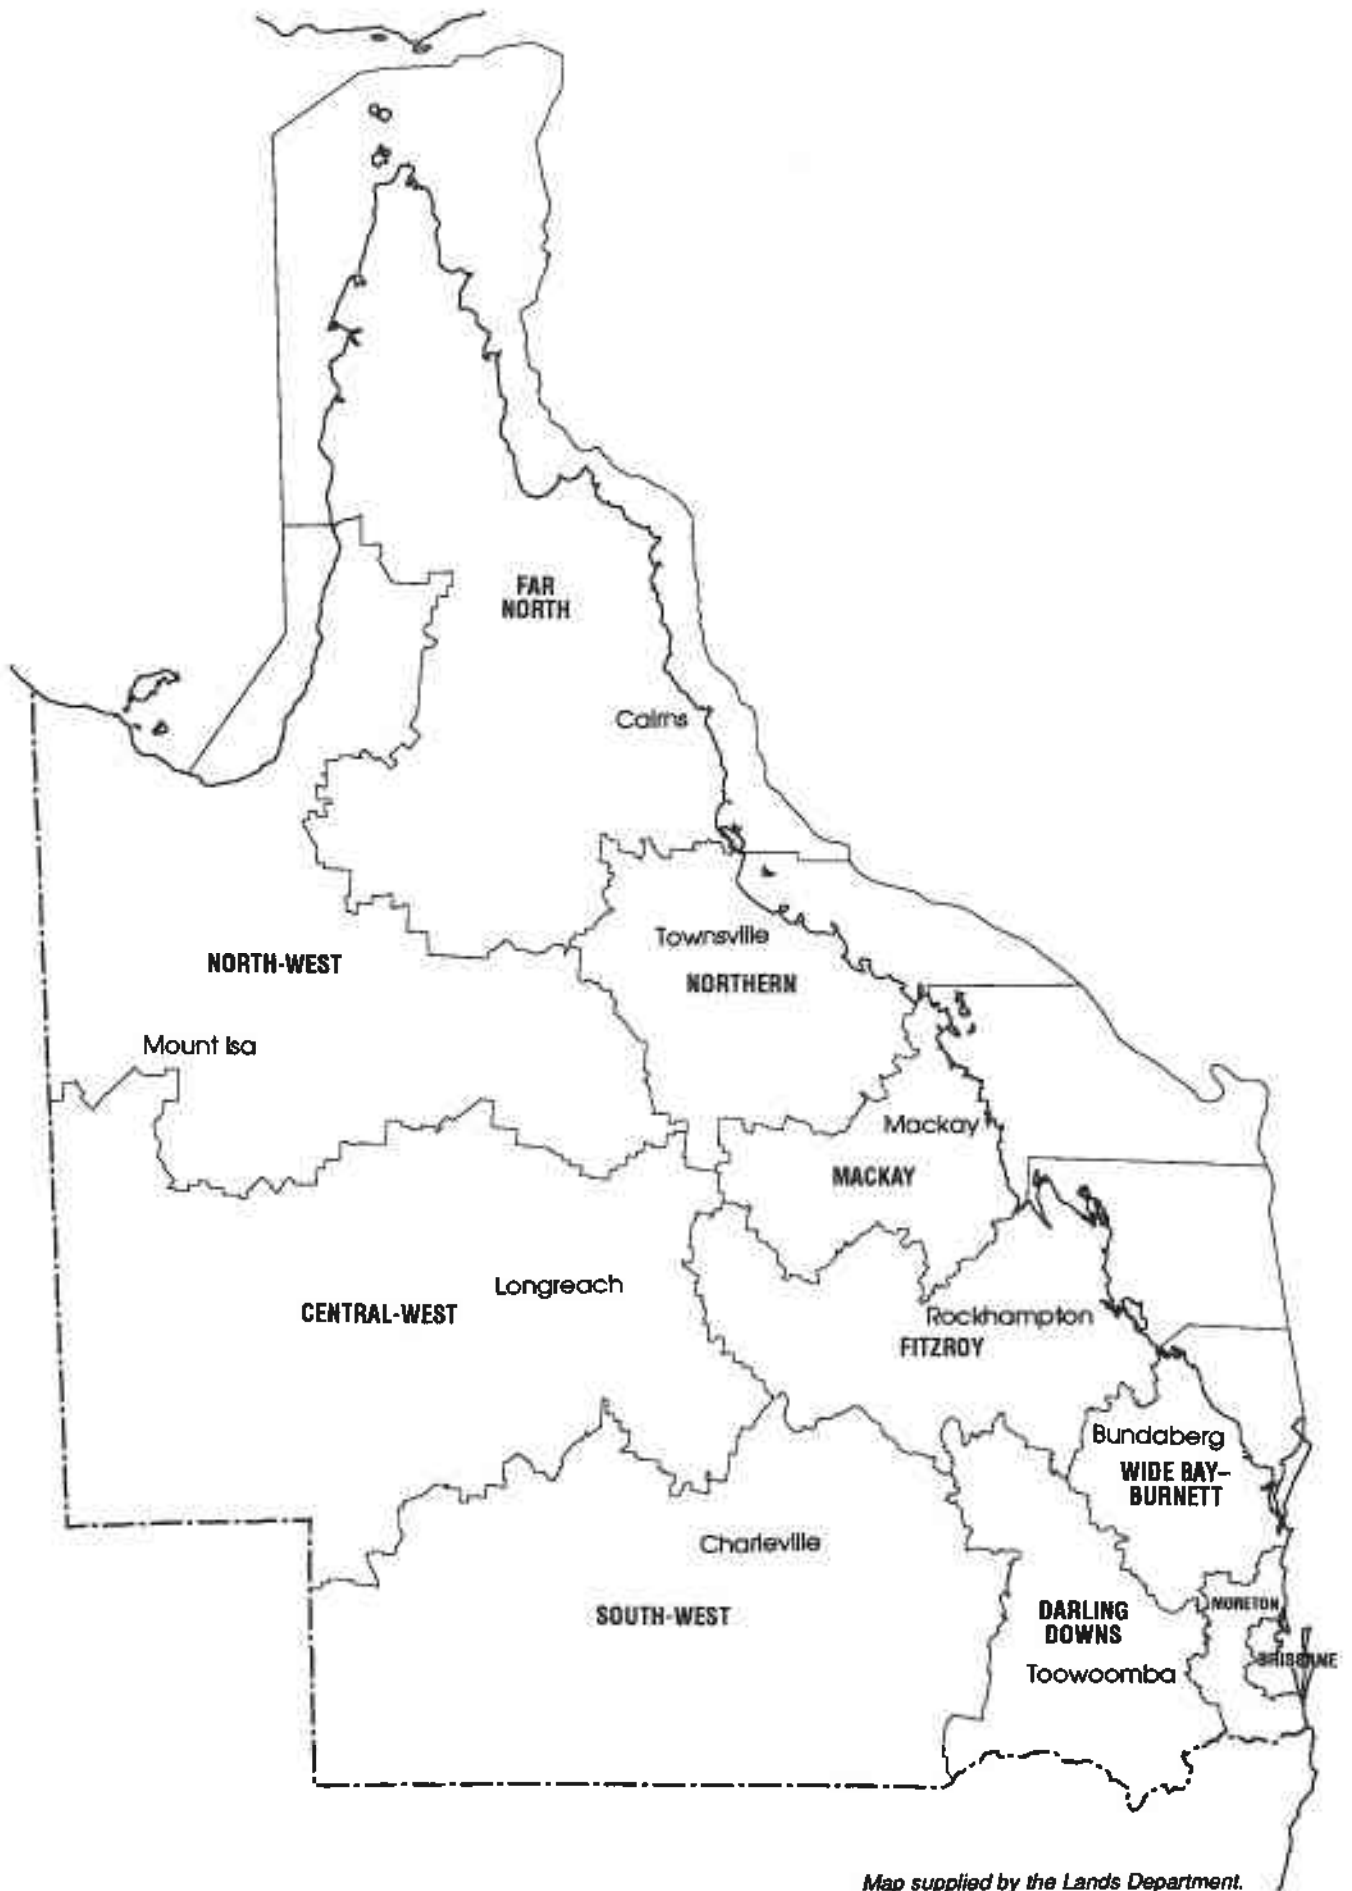 FAR
NORTH
Cairns
Townsville
NORTH-WEST
NORTHERN
Mount Isa
Mackay
MACKAY
Longreach
CENTRAL-WEST
Rockhampton
FITZROY
Bundaberg
WIDE BAY–
BURNETT
Charleville
SOUTH-WEST
DARLING
DOWNS
MORETON
BRISBANE
Toowoomba
Map supplied by the Lands Department.